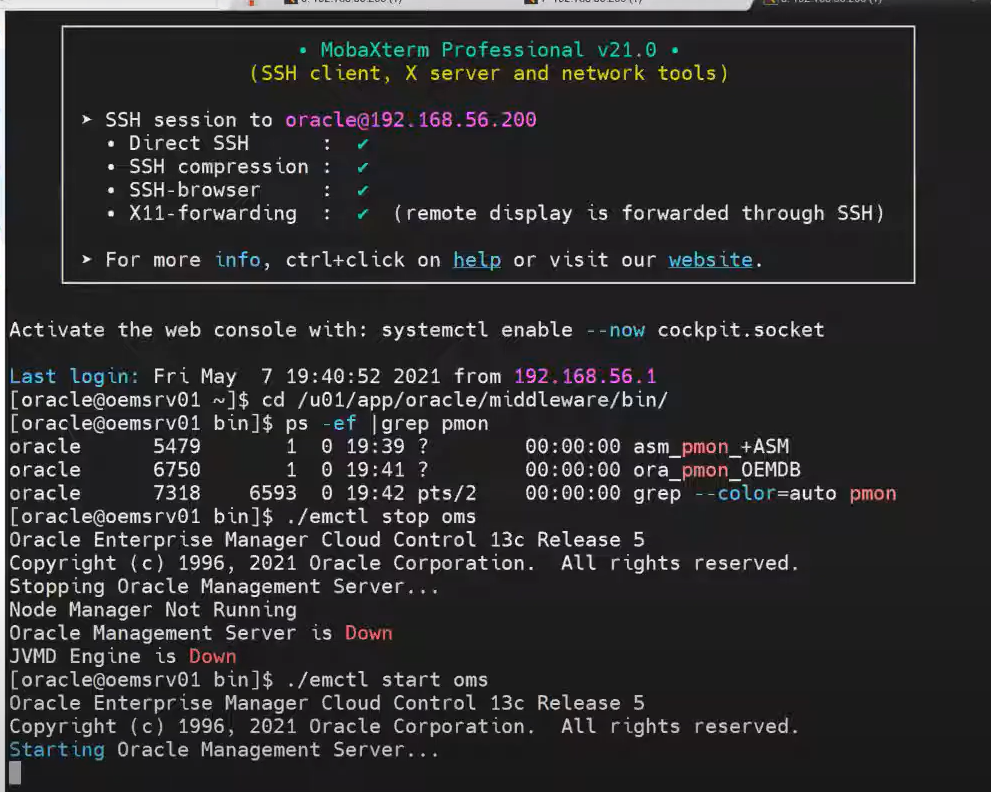 • MobaXterm Professional v21.0 •
(SSH client, X server and network tools)
➤ SSH session to oracle@192.168.56.200
• Direct SSH : ✔
• SSH compression : ✔
• SSH-browser : ✔
• X11-forwarding : ✔ (remote display is forwarded through SSH)
➤ For more info, ctrl+click on help or visit our website.
Activate the web console with: systemctl enable --now cockpit.socket
Last login: Fri May  7 19:40:52 2021 from 192.168.56.1
[oracle@oemsrv01 ~]$ cd /u01/app/oracle/middleware/bin/
[oracle@oemsrv01 bin]$ ps -ef |grep pmon
oracle      5479       1  0 19:39 ?        00:00:00 asm_pmon_+ASM
oracle      6750       1  0 19:41 ?        00:00:00 ora_pmon_OEMDB
oracle      7318    6593  0 19:42 pts/2    00:00:00 grep --color=auto pmon
[oracle@oemsrv01 bin]$ ./emctl stop oms
Oracle Enterprise Manager Cloud Control 13c Release 5
Copyright (c) 1996, 2021 Oracle Corporation.  All rights reserved.
Stopping Oracle Management Server...
Node Manager Not Running
Oracle Management Server is Down
JVMD Engine is Down
[oracle@oemsrv01 bin]$ ./emctl start oms
Oracle Enterprise Manager Cloud Control 13c Release 5
Copyright (c) 1996, 2021 Oracle Corporation.  All rights reserved.
Starting Oracle Management Server...